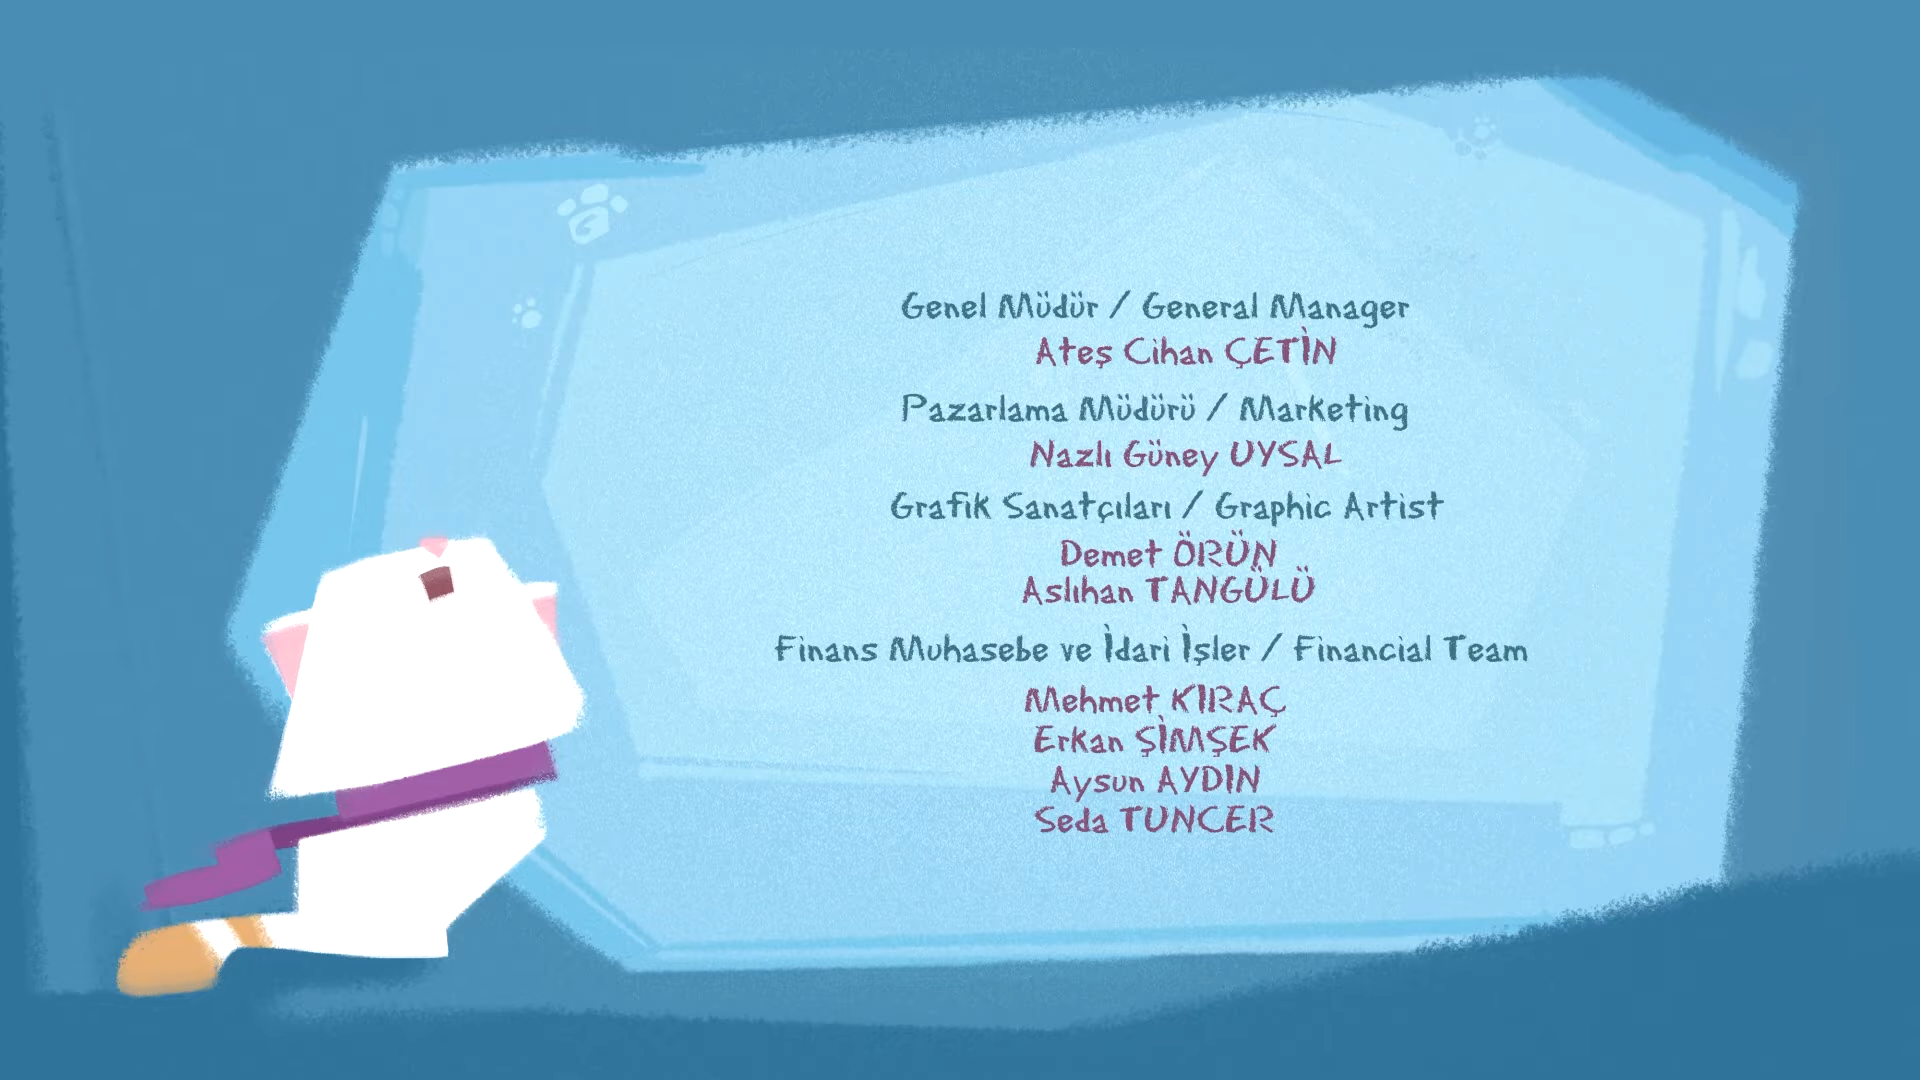 Genel Müdür / General Manager
Ateş Cihan ÇETİN
Pazarlama Müdürü / Marketing
Nazlı Güney UYSAL
Grafik Sanatçıları / Graphic Artist
Demet ÖRÜN
Aslıhan TANGÜLÜ
Finans Muhasebe ve İdari İşler / Financial Team
Mehmet KIRAÇ
Erkan ŞİMŞEK
Aysun AYDIN
Seda TUNCER